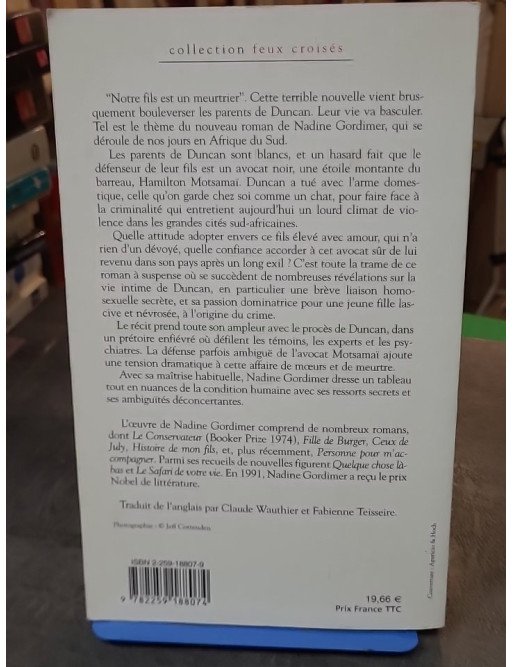 collection feux croisés
"Notre fils est un meurtrier". Cette terrible nouvelle vient brus-
quement bouleverser les parents de Duncan. Leur vie va basculer.
Tel est le thème du nouveau roman de Nadine Gordimer, qui se
déroule de nos jours en Afrique du Sud.
Les parents de Duncan sont blancs, et un hasard fait que le
défenseur de leur fils est un avocat noir, une étoile montante du
barreau, Hamilton Motsamai. Duncan a tué avec l'arme domes-
tique, celle qu'on garde chez soi comme un chat, pour faire face à
la criminalité qui entretient aujourd'hui un lourd climat de vio-
lence dans les grandes cités sud-africaines.
Quelle attitude adopter envers ce fils élevé avec amour, qui n'a
rien d'un dévoyé, quelle confiance accorder à cet avocat sûr de lui
revenu dans son pays après un long exil ? C'est toute la trame de ce
roman à suspense où se succèdent de nombreuses révélations sur la
vie intime de Duncan, en particulier une brève liaison homo-
sexuelle secrète, et sa passion dominatrice pour une jeune fille las-
cive et névrosée, à l'origine du crime.
Le récit prend toute son ampleur avec le procès de Duncan, dans
un prétoire enfiévré où défilent les témoins, les experts et les psy-
chiatres. La défense parfois ambiguë de l'avocat Motsamai ajoute
une tension dramatique à cette affaire de mœurs et de meurtre.
Avec sa maîtrise habituelle, Nadine Gordimer dresse un tableau
tout en nuances de la condition humaine avec ses ressorts secrets et
ses ambiguïtés déconcertantes.
L'œuvre de Nadine Gordimer comprend de nombreux romans,
dont Le Conservateur (Booker Prize 1974), Fille de Burger, Ceux de
July, Histoire de mon fils, et, plus récemment, Personne pour m'ac-
compagner. Parmi ses recueils de nouvelles figurent Quelque chose là-
bas et Le Safari de votre vie. En 1991, Nadine Gordimer a reçu le prix
Nobel de littérature.
Traduit de l'anglais par Claude Wauthier et Fabienne Teisseire.
Photographie : © Jeff Cottenden
ISBN 2-259-18807-9
9 782259 188074
19,66 €
Prix France TTC